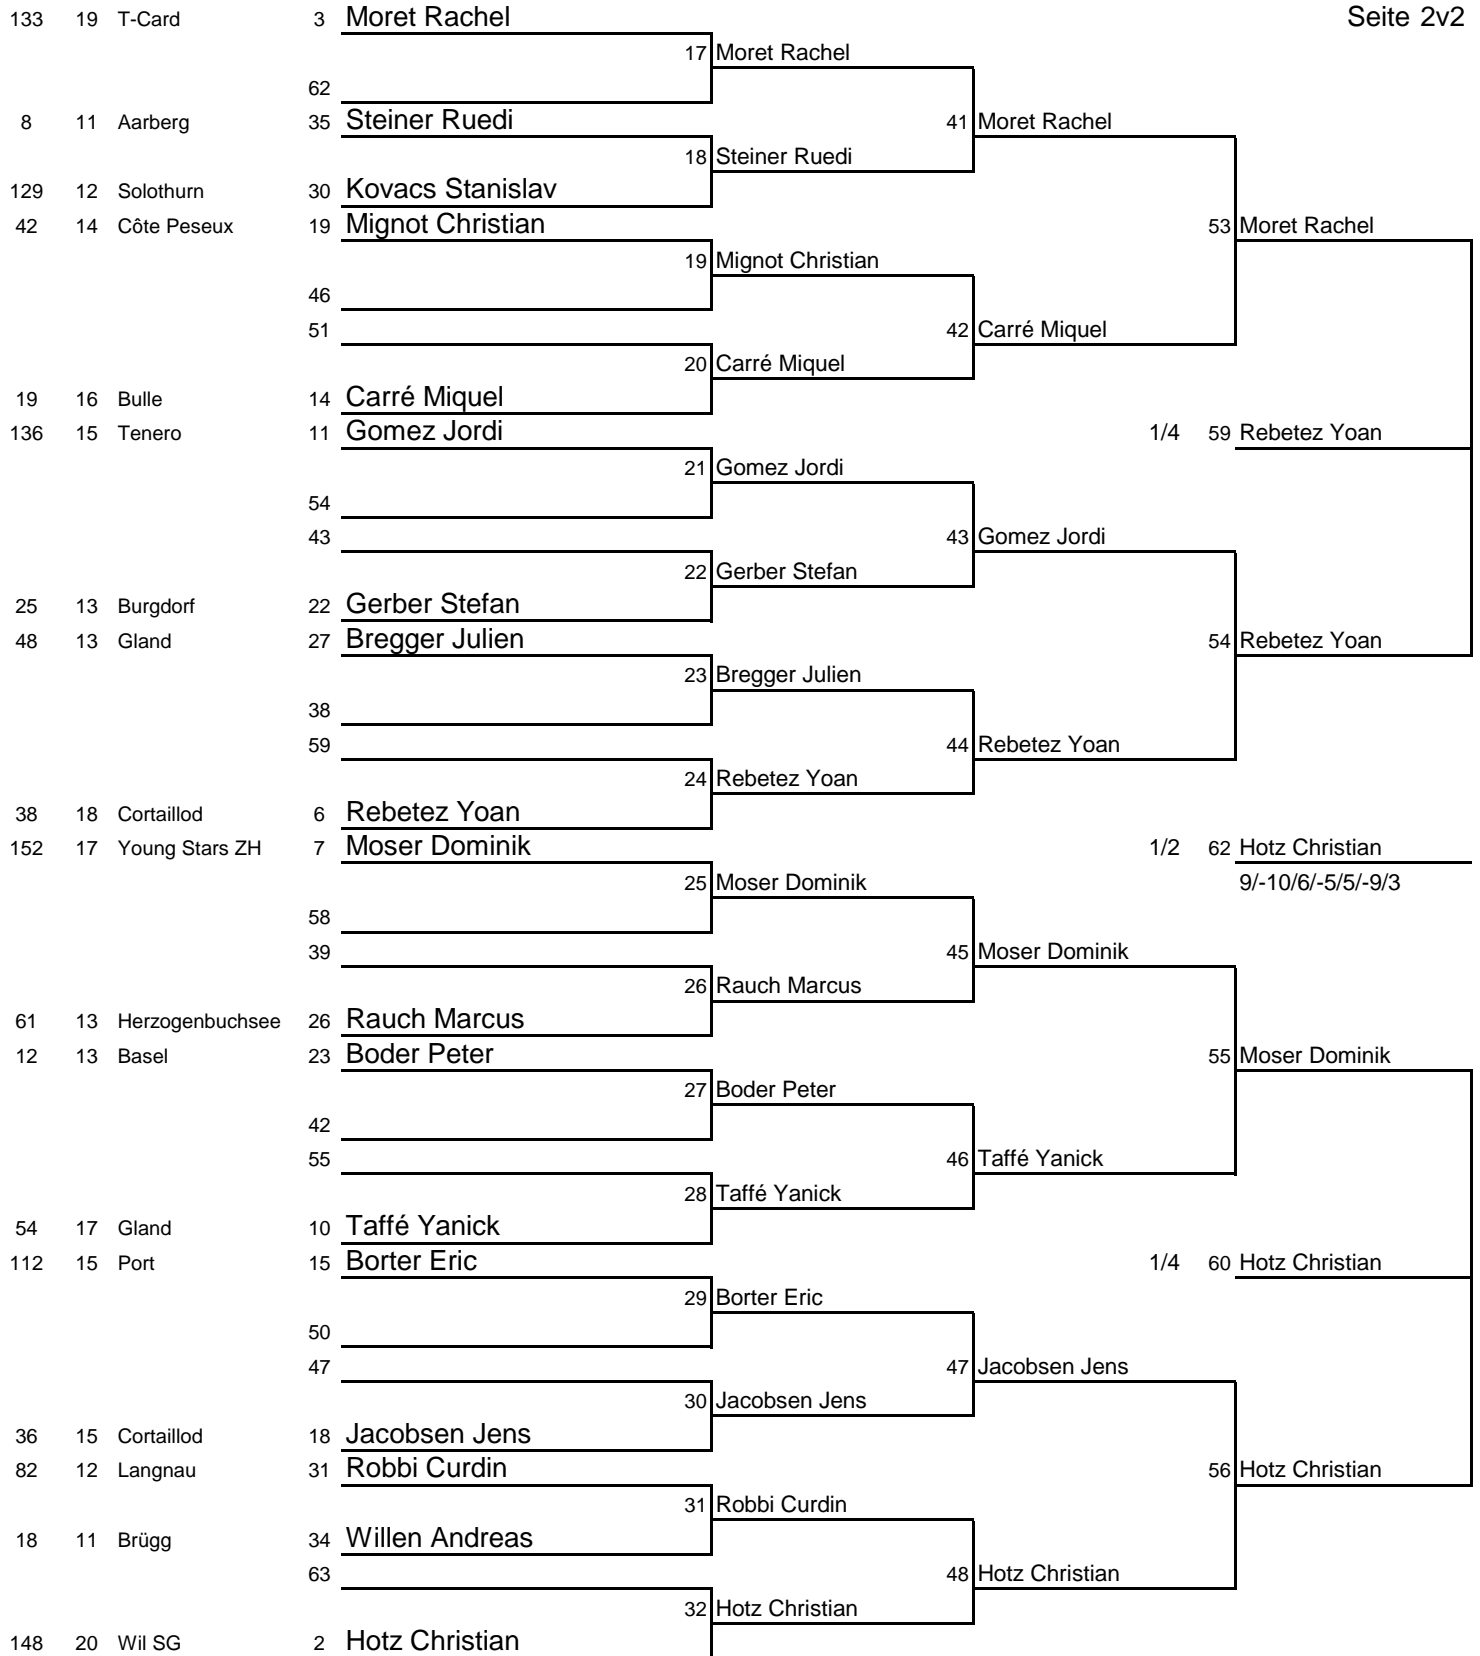 133 19 T-Card 3 Moret Rachel Seite 2v2
17 Moret Rachel
62
8 11 Aarberg 35 Steiner Ruedi 41 Moret Rachel
18 Steiner Ruedi
129 12 Solothurn 30 Kovacs Stanislav
42 14 Côte Peseux 19 Mignot Christian 53 Moret Rachel
19 Mignot Christian
46
51 42 Carré Miquel
20 Carré Miquel
19 16 Bulle 14 Carré Miquel
136 15 Tenero 11 Gomez Jordi 1/4 59 Rebetez Yoan
21 Gomez Jordi
54
43 43 Gomez Jordi
22 Gerber Stefan
25 13 Burgdorf 22 Gerber Stefan
48 13 Gland 27 Bregger Julien 54 Rebetez Yoan
23 Bregger Julien
38
59 44 Rebetez Yoan
24 Rebetez Yoan
38 18 Cortaillod 6 Rebetez Yoan
152 17 Young Stars ZH 7 Moser Dominik 1/2 62 Hotz Christian
25 Moser Dominik 9/-10/6/-5/5/-9/3
58
39 45 Moser Dominik
26 Rauch Marcus
61 13 Herzogenbuchsee 26 Rauch Marcus
12 13 Basel 23 Boder Peter 55 Moser Dominik
27 Boder Peter
42
55 46 Taffé Yanick
28 Taffé Yanick
54 17 Gland 10 Taffé Yanick
112 15 Port 15 Borter Eric 1/4 60 Hotz Christian
29 Borter Eric
50
47 47 Jacobsen Jens
30 Jacobsen Jens
36 15 Cortaillod 18 Jacobsen Jens
82 12 Langnau 31 Robbi Curdin 56 Hotz Christian
31 Robbi Curdin
18 11 Brügg 34 Willen Andreas
63 48 Hotz Christian
32 Hotz Christian
148 20 Wil SG 2 Hotz Christian